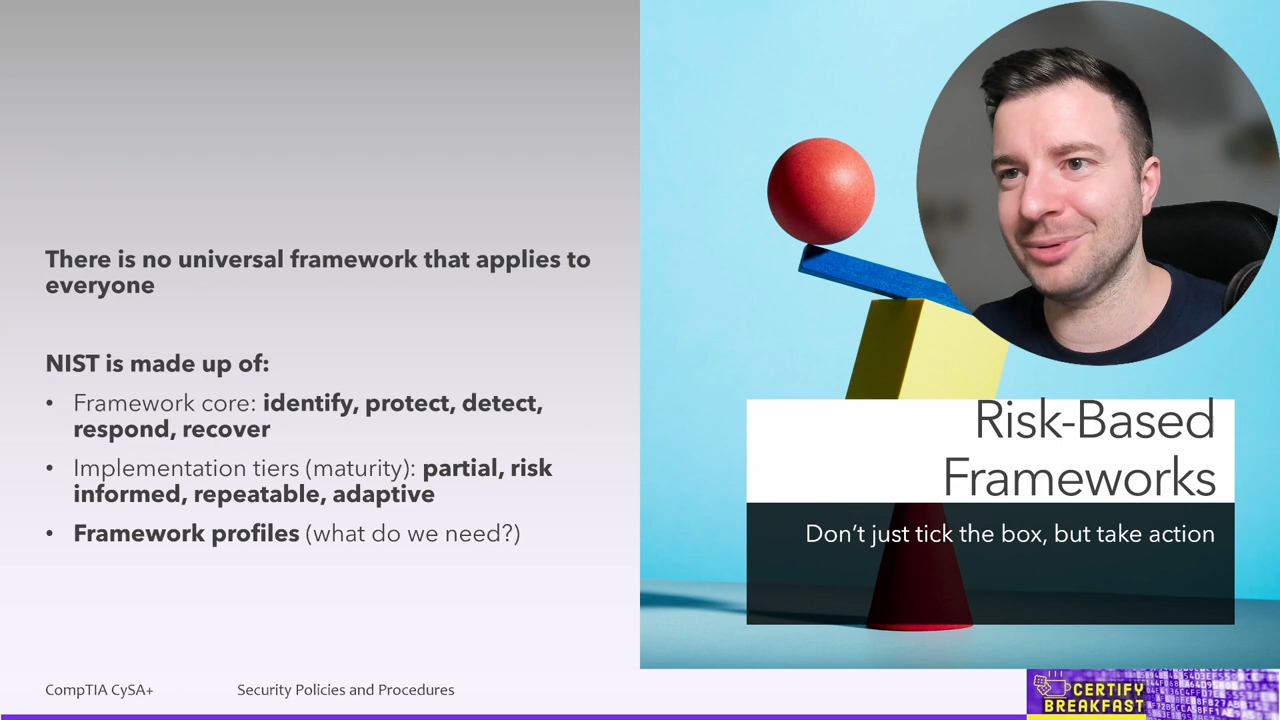 There is no universal framework that applies to
everyone
NIST is made up of:
• Framework core: identify, protect, detect,
respond, recover
• Implementation tiers (maturity): partial, risk
informed, repeatable, adaptive
• Framework profiles (what do we need?)
Risk-Based
Frameworks
Don’t just tick the box, but take action
CompTIA CySA+
Security Policies and Procedures
CERTIFY
BREAKFAST